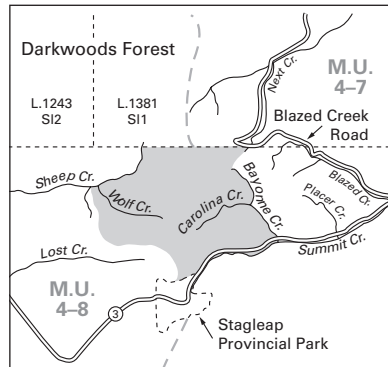 Darkwoods Forest
L.1243
SI2
L.1381
SI1
Next Cr.
M.U.
4–7
Blazed Creek
Road
Sheep Cr.
Wolf Cr.
Carolina Cr.
Bayonne Cr.
Blazed Cr.
Placer Cr.
Summit Cr.
Lost Cr.
M.U.
4–8
3
Stagleap
Provincial Park